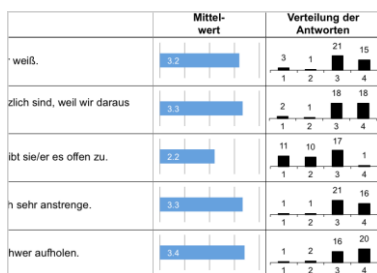 Mittel-
wert
Verteilung der
Antworten
weiß.
3.2
3 1 21 15
1 2 3 4
zlich sind, weil wir daraus
3.3
2 1 18 18
1 2 3 4
ibt sie/er es offen zu.
2.2
11 10 17 1
1 2 3 4
h sehr anstrenge.
3.3
1 1 21 16
1 2 3 4
hwer aufholen.
3.4
1 2 16 20
1 2 3 4